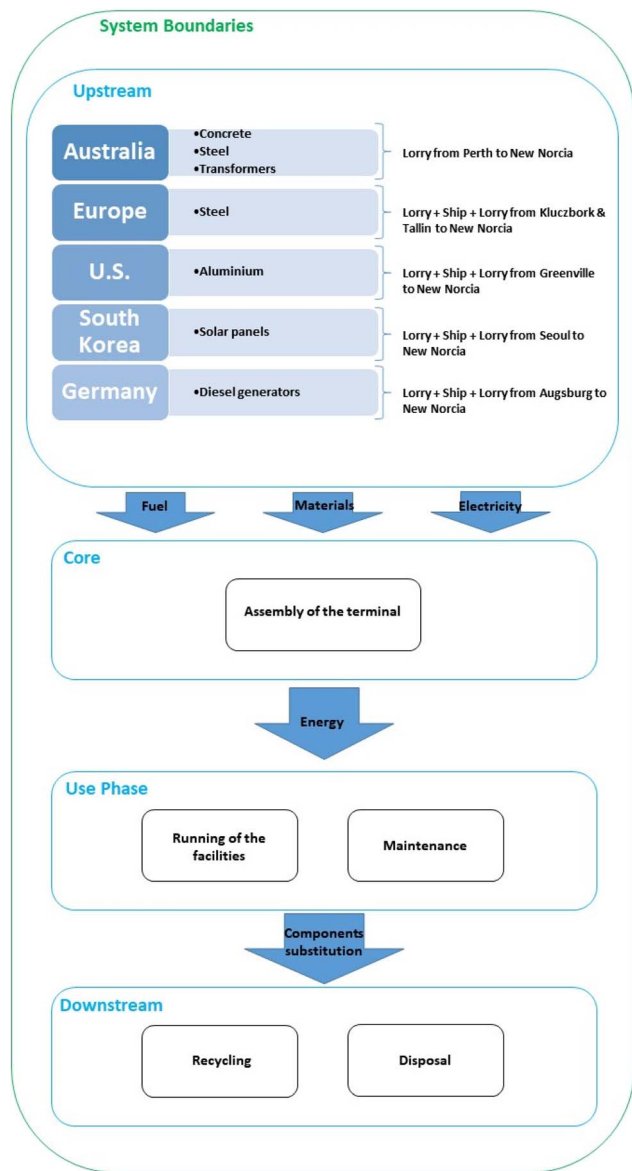 System Boundaries
Upstream
Australia
•Concrete
•Steel
•Transformers
Lorry from Perth to New Norcia
Europe
•Steel
Lorry + Ship + Lorry from Kluczbork &
Tallin to New Norcia
U.S.
•Aluminium
Lorry + Ship + Lorry from Greenville
to New Norcia
South
Korea
•Solar panels
Lorry + Ship + Lorry from Seoul to
New Norcia
Germany
•Diesel generators
Lorry + Ship + Lorry from Augsburg to
New Norcia
Fuel
Materials
Electricity
Core
Assembly of the terminal
Energy
Use Phase
Running of the
facilities
Maintenance
Components
substitution
Downstream
Recycling
Disposal